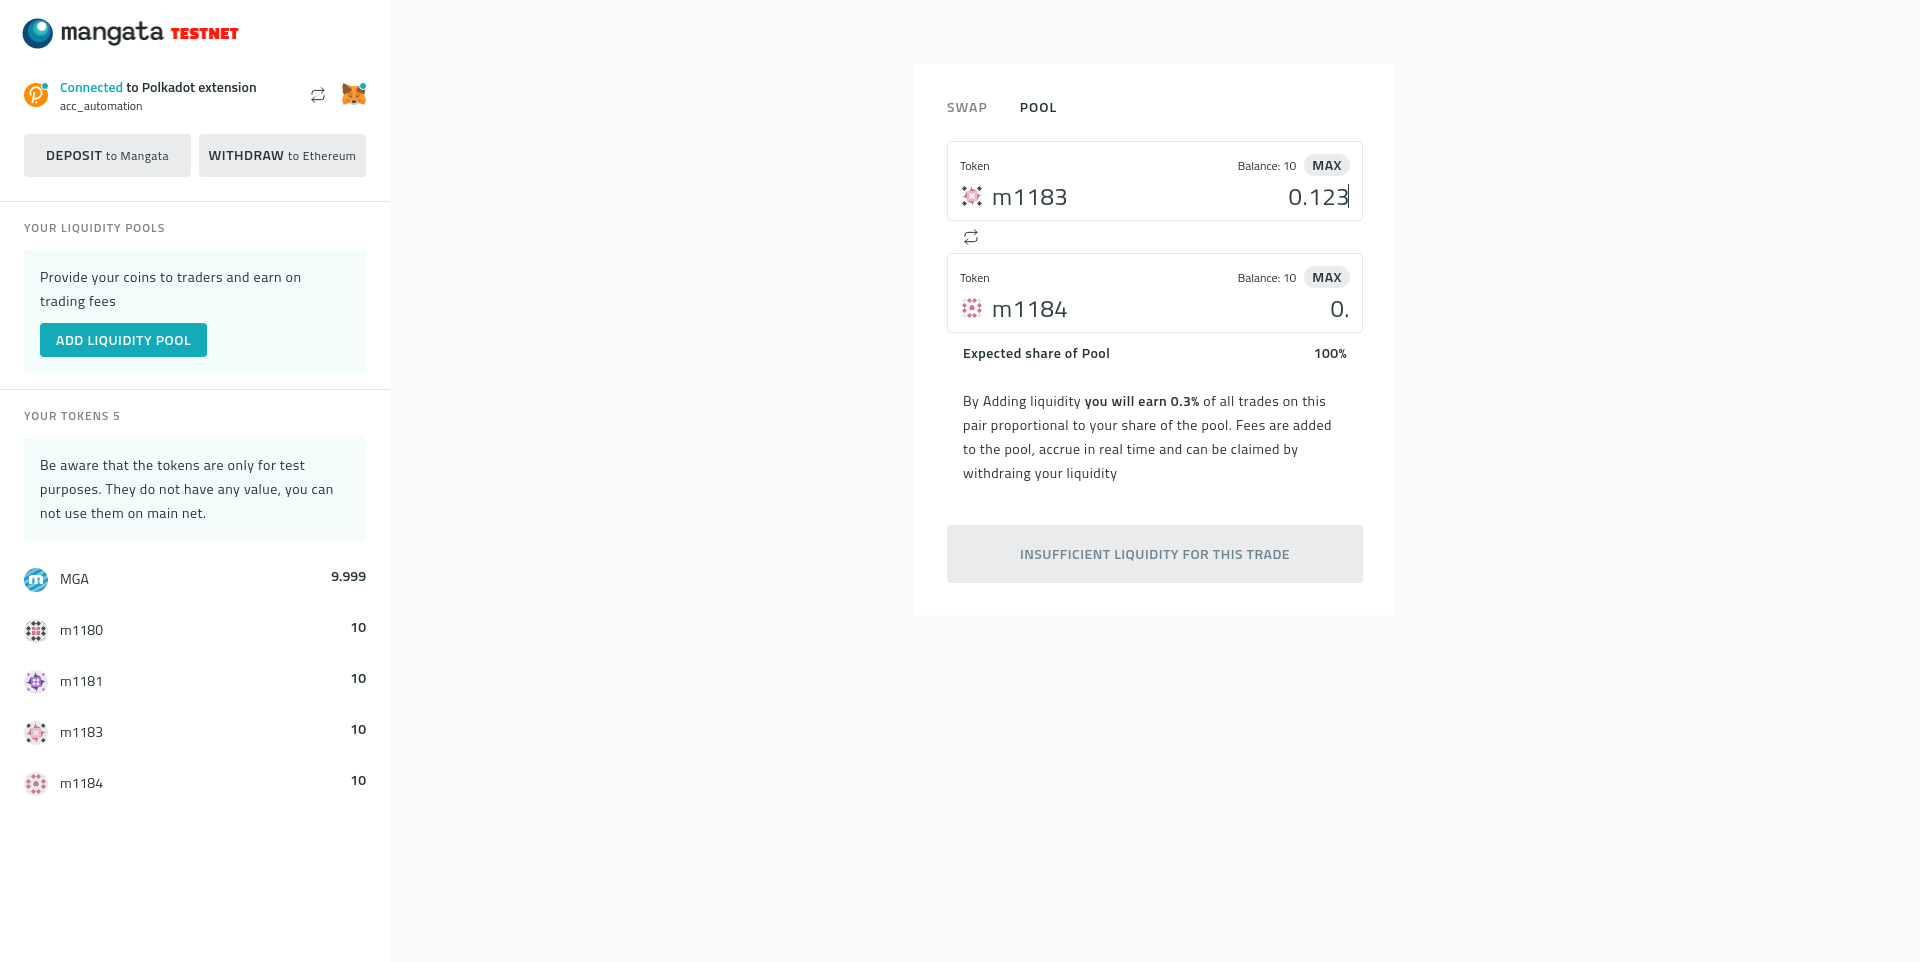 mangata TESTNET
Connected to Polkadot extension
acc_automation
DEPOSIT to Mangata
WITHDRAW to Ethereum
YOUR LIQUIDITY POOLS
Provide your coins to traders and earn on
trading fees
ADD LIQUIDITY POOL
YOUR TOKENS 5
Be aware that the tokens are only for test
purposes. They do not have any value, you can
not use them on main net.
MGA 9.999
m1180 10
m1181 10
m1183 10
m1184 10
SWAP POOL
Token Balance: 10 MAX
m1183 0.123
Token Balance: 10 MAX
m1184 0.
Expected share of Pool 100%
By Adding liquidity you will earn 0.3% of all trades on this
pair proportional to your share of the pool. Fees are added
to the pool, accrue in real time and can be claimed by
withdraing your liquidity
INSUFFICIENT LIQUIDITY FOR THIS TRADE